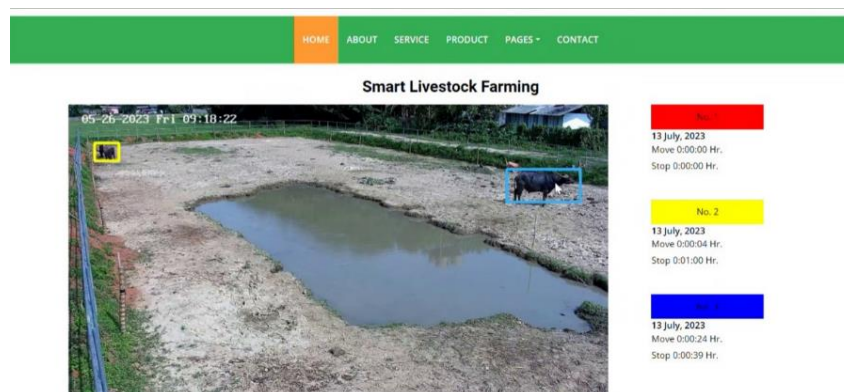 HOME ABOUT SERVICE PRODUCT PAGES CONTACT
Smart Livestock Farming
05-26-2023 Fri 09:18:22
No. 1
13 July, 2023
Move 0:00:00 Hr.
Stop 0:00:00 Hr.
No. 2
13 July, 2023
Move 0:00:04 Hr.
Stop 0:01:00 Hr.
13 July, 2023
Move 0:00:24 Hr.
Stop 0:00:39 Hr.